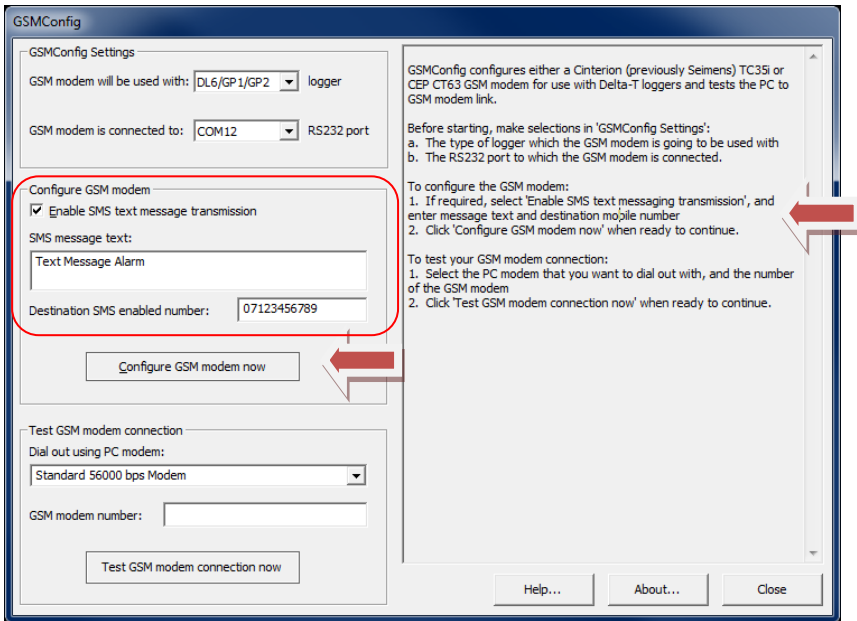 GSMConfig
GSMConfig Settings
GSM modem will be used with: DL6/GP1/GP2 logger
GSM modem is connected to: COM12 RS232 port
Configure GSM modem
Enable SMS text message transmission
SMS message text:
Text Message Alarm
Destination SMS enabled number: 07123456789
Configure GSM modem now
Test GSM modem connection
Dial out using PC modem:
Standard 56000 bps Modem
GSM modem number:
Test GSM modem connection now
GSMConfig configures either a Cinterion (previously Seimens) TC35i or
CEP CT63 GSM modem for use with Delta-T loggers and tests the PC to
GSM modem link.
Before starting, make selections in 'GSMConfig Settings':
a. The type of logger which the GSM modem is going to be used with
b. The RS232 port to which the GSM modem is connected.
To configure the GSM modem:
1. If required, select 'Enable SMS text messaging transmission', and
enter message text and destination mobile number
2. Click 'Configure GSM modem now' when ready to continue.
To test your GSM modem connection:
1. Select the PC modem that you want to dial out with, and the number
of the GSM modem
2. Click 'Test GSM modem connection now' when ready to continue.
Help... About... Close